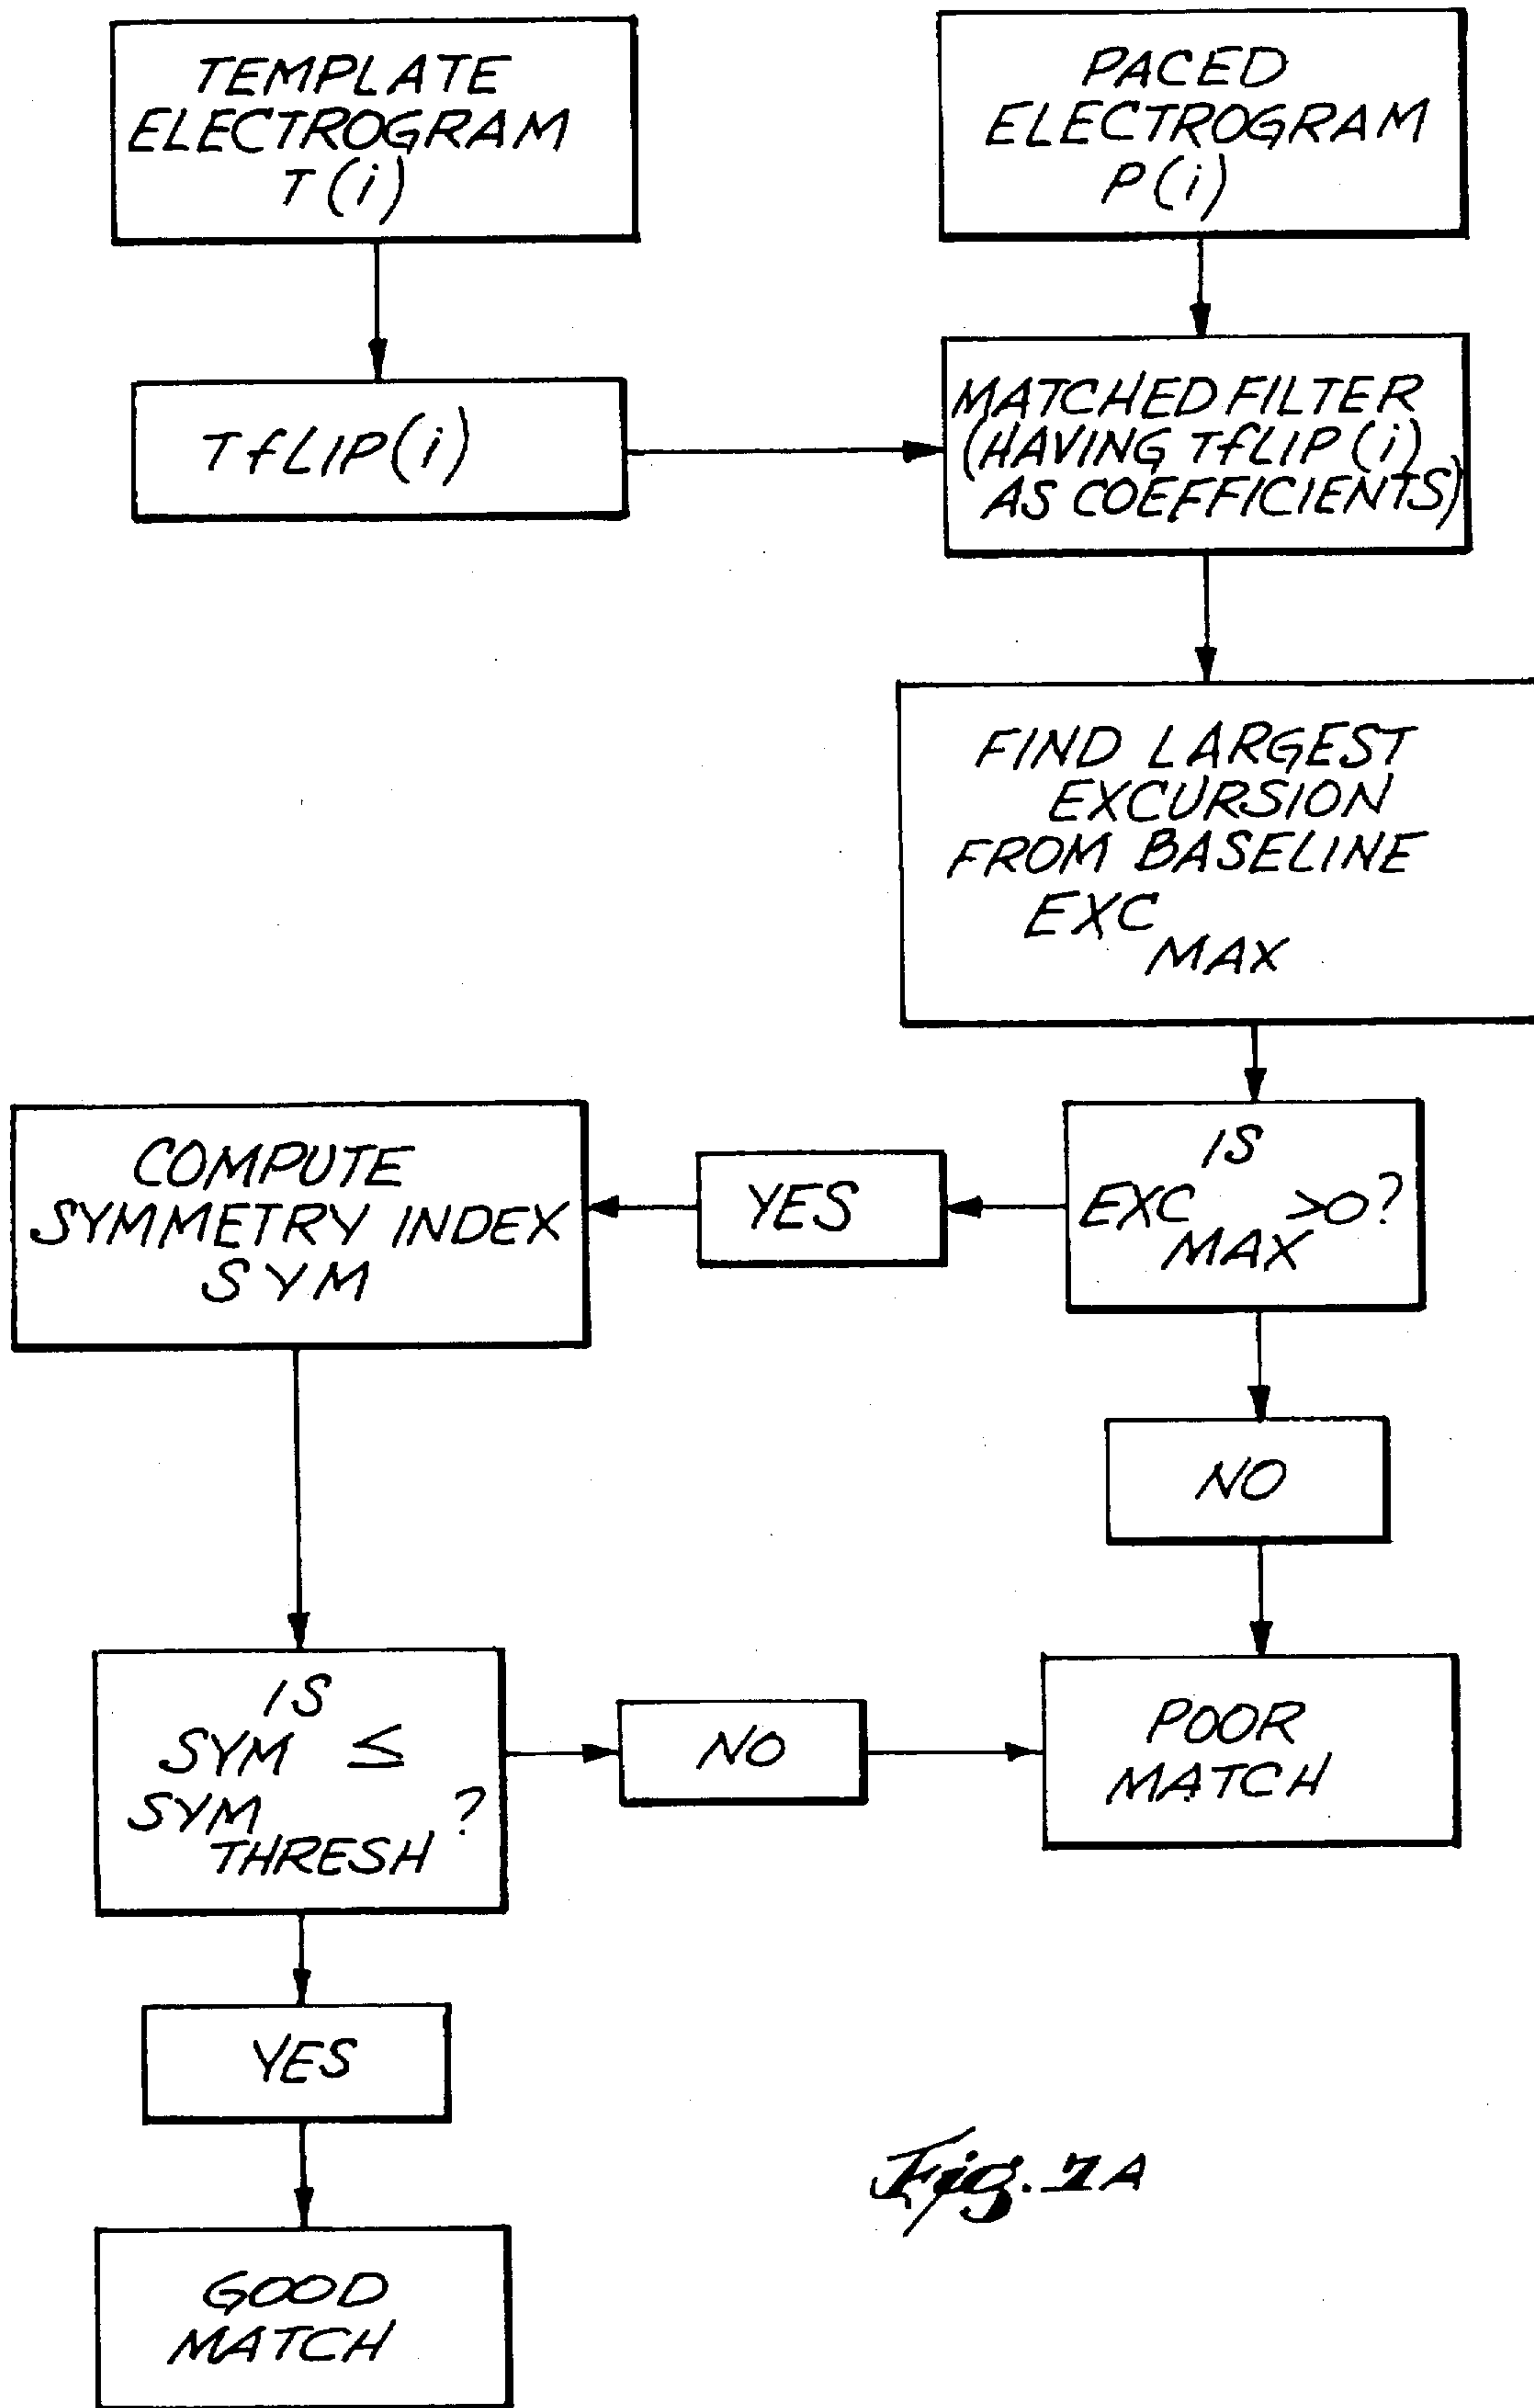 TEMPLATE
ELECTROGRAM
T(i)
PACED
ELECTROGRAM
P(i)
TfLIP(i)
MATCHED FILTER
(HAVING TfLIP(i)
AS COEFFICIENTS)
FIND LARGEST
EXCURSION
FROM BASELINE
EXC
MAX
IS
EXC >0?
MAX
YES
COMPUTE
SYMMETRY INDEX
SYM
NO
IS
SYM ≤
SYM ?
THRESH
NO
POOR
MATCH
YES
GOOD
MATCH
Fig. 7A